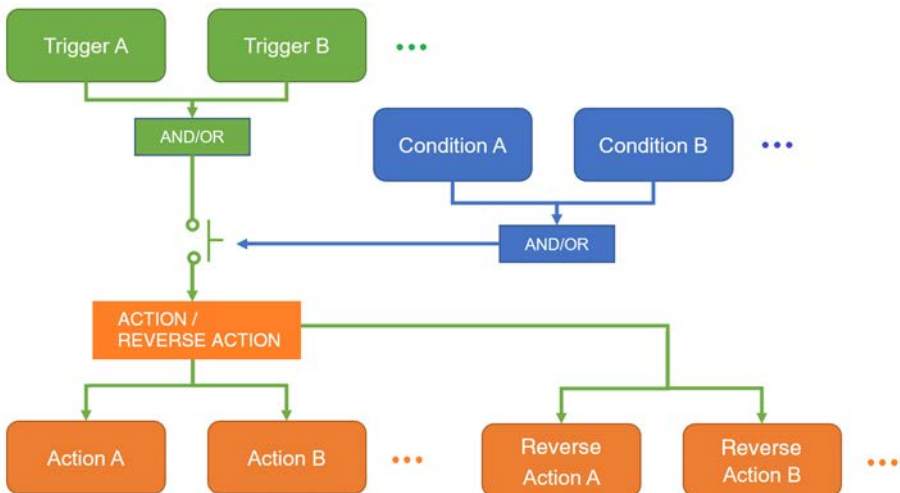 Trigger A
Trigger B
AND/OR
Condition A
Condition B
AND/OR
ACTION /
REVERSE ACTION
Action A
Action B
Reverse
Action A
Reverse
Action B